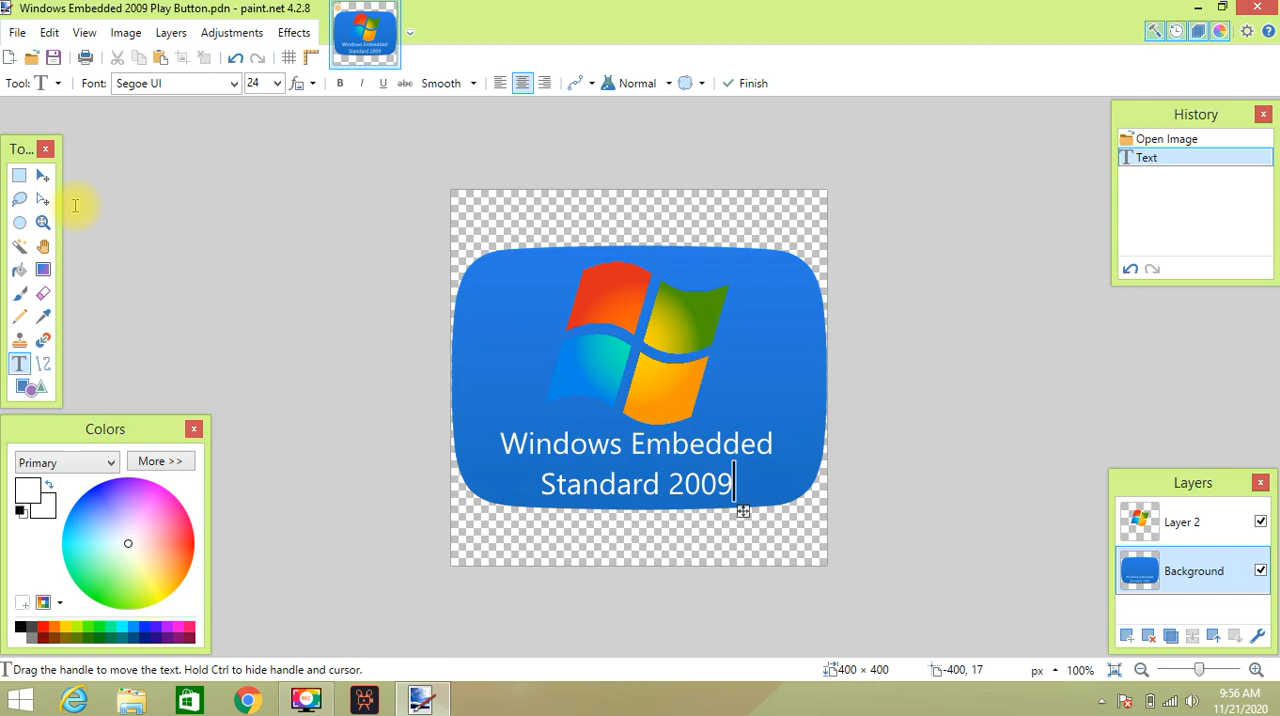 Windows Embedded 2009 Play Button.pdn - paint.net 4.2.8
File Edit View Image Layers Adjustments Effects
Tool: Font: Segoe UI 24 B I U abc Smooth Normal Finish
To...
History
Open Image
Text
Windows Embedded
Standard 2009
Colors
Primary More >>
Layers
Layer 2
Background
Drag the handle to move the text. Hold Ctrl to hide handle and cursor. 400 × 400 -400, 17 px 100%
9:56 AM
11/21/2020